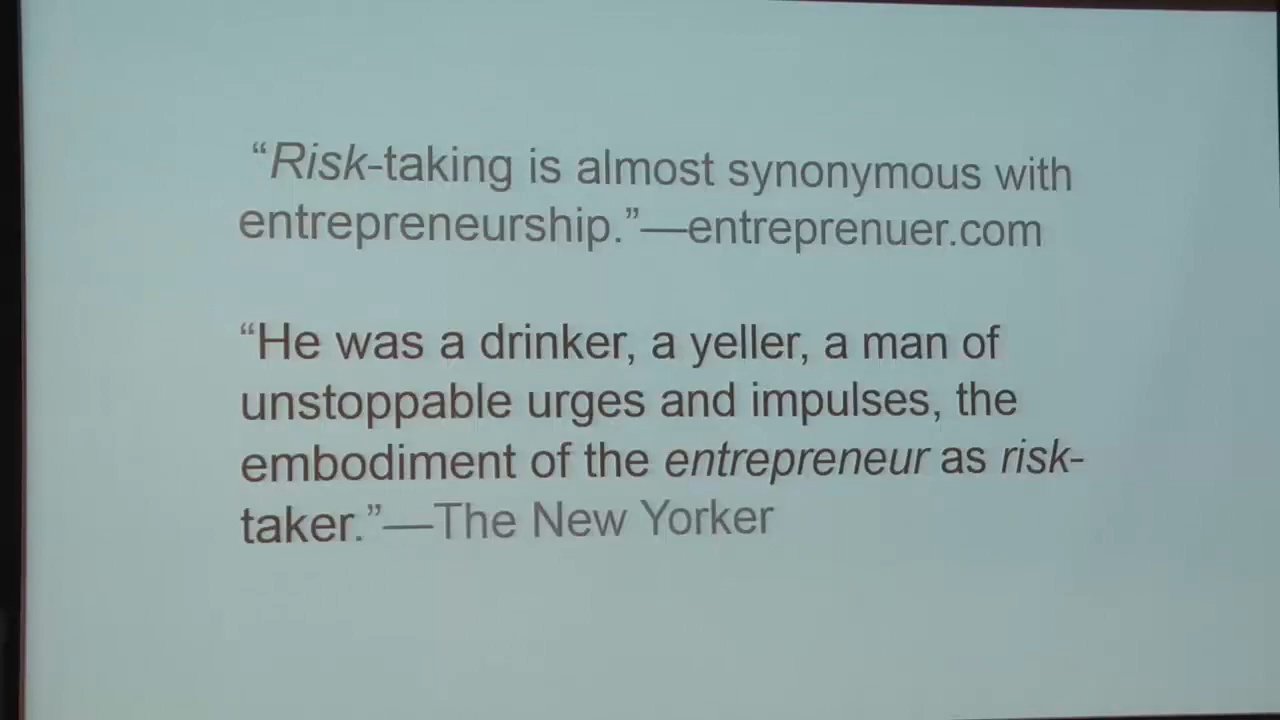 “Risk-taking is almost synonymous with
entrepreneurship.”—entreprenuer.com
“He was a drinker, a yeller, a man of
unstoppable urges and impulses, the
embodiment of the entrepreneur as risk-
taker.”—The New Yorker